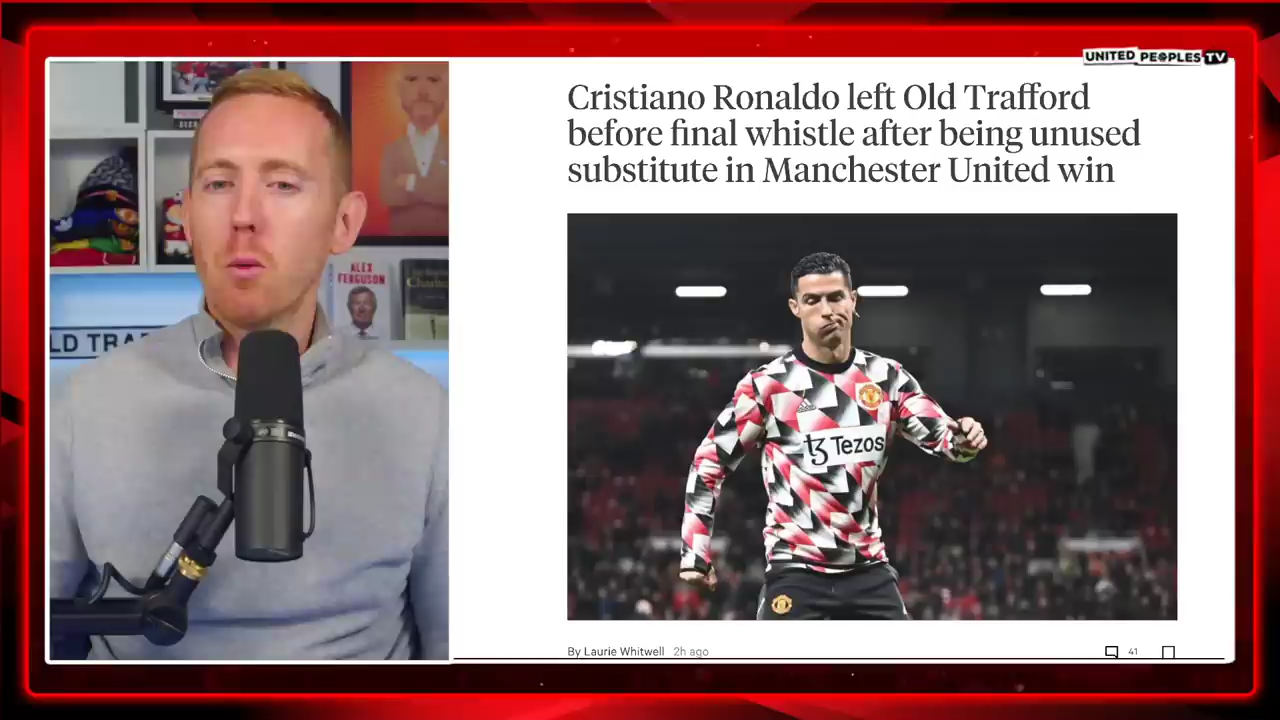 UNITED PEOPLES TV
Cristiano Ronaldo left Old Trafford
before final whistle after being unused
substitute in Manchester United win
ALEX
FERGUSON
LD TRA
Tezos
By Laurie Whitwell 2h ago
41